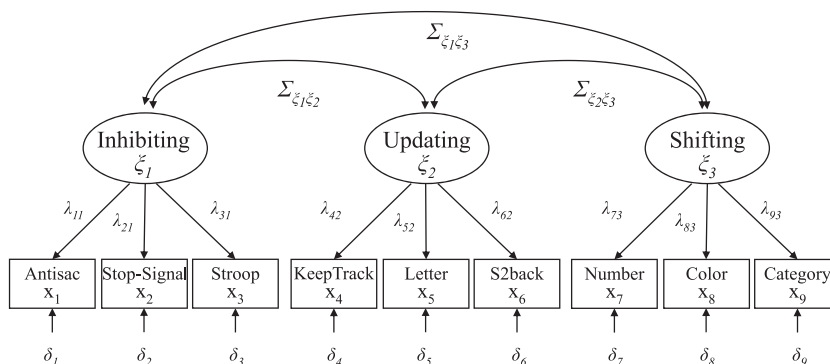 Σξ1ξ3
Σξ1ξ2 Σξ2ξ3
Inhibiting Updating Shifting
ξ1 ξ2 ξ3
λ11 λ21 λ31 λ42 λ52 λ62 λ73 λ83 λ93
Antisac Stop-Signal Stroop KeepTrack Letter S2back Number Color Category
x1 x2 x3 x4 x5 x6 x7 x8 x9
δ1 δ2 δ3 δ4 δ5 δ6 δ7 δ8 δ9